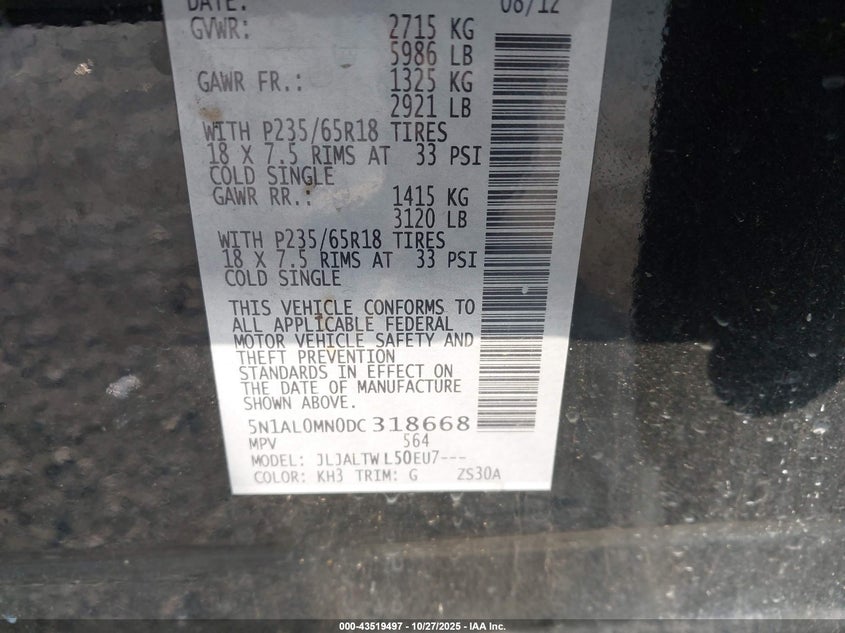 DATE: 08/12
GVWR: 2715 KG
5986 LB
GAWR FR.: 1325 KG
2921 LB
WITH P235/65R18 TIRES
18 X 7.5 RIMS AT 33 PSI
COLD SINGLE
GAWR RR.: 1415 KG
3120 LB
WITH P235/65R18 TIRES
18 X 7.5 RIMS AT 33 PSI
COLD SINGLE
THIS VEHICLE CONFORMS TO
ALL APPLICABLE FEDERAL
MOTOR VEHICLE SAFETY AND
THEFT PREVENTION
STANDARDS IN EFFECT ON
THE DATE OF MANUFACTURE
SHOWN ABOVE.
5N1AL0MN0DC318668
MPV 564
MODEL: JLJALTWL50EU7---
COLOR: KH3 TRIM: G ZS30A
000-43519497 - 10/27/2025 - IAA Inc.